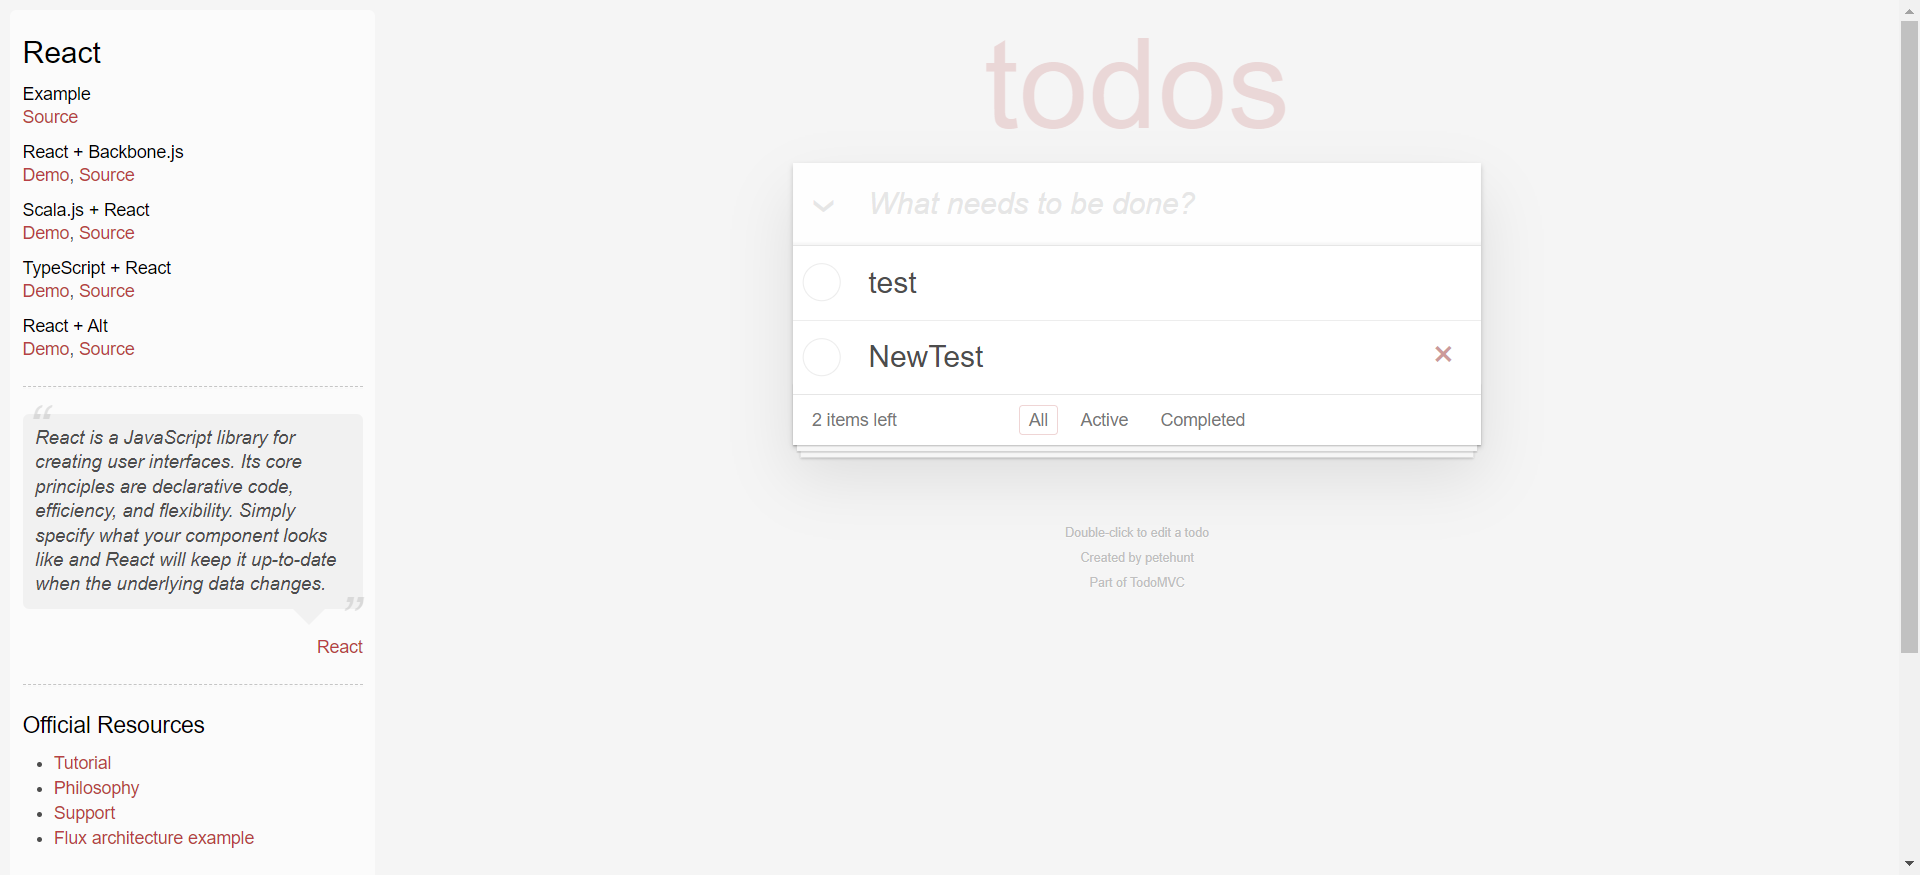 React
Example
Source
React + Backbone.js
Demo, Source
Scala.js + React
Demo, Source
TypeScript + React
Demo, Source
React + Alt
Demo, Source
“
React is a JavaScript library for
creating user interfaces. Its core
principles are declarative code,
efficiency, and flexibility. Simply
specify what your component looks
like and React will keep it up-to-date
when the underlying data changes.
”
React
Official Resources
Tutorial
Philosophy
Support
Flux architecture example
todos
What needs to be done?
test
NewTest ×
2 items left All Active Completed
Double-click to edit a todo
Created by petehunt
Part of TodoMVC